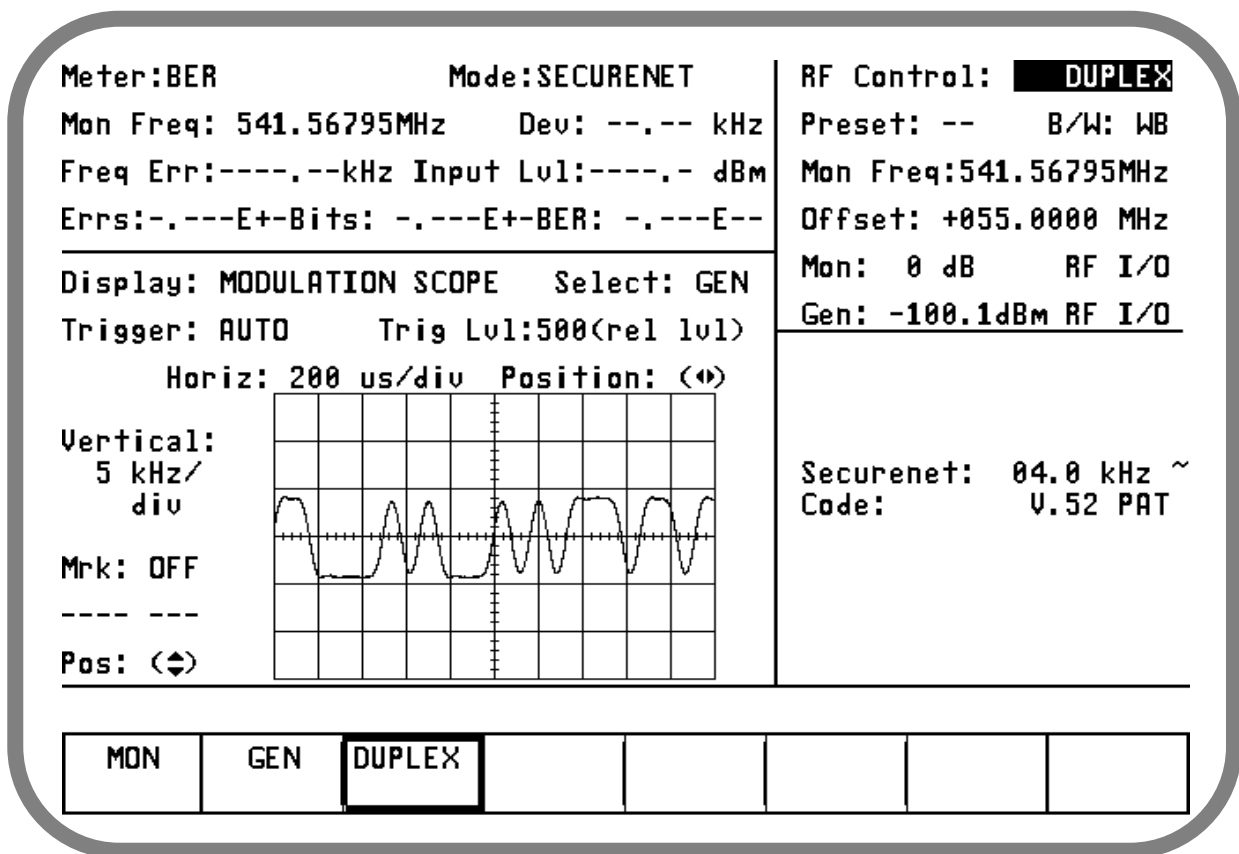 Meter:BER Mode:SECURENET
Mon Freq: 541.56795MHz Dev: --.-- kHz
Freq Err:----.--kHz Input Lvl:----.- dBm
Errs:-.---E+-Bits: -.---E+-BER: -.---E--
Display: MODULATION SCOPE Select: GEN
Trigger: AUTO Trig Lvl:500(rel lvl)
Horiz: 200 us/div Position: (◂▸)
Vertical:
5 kHz/
div
Mrk: OFF
---- ---
Pos: (▲▼)
RF Control: DUPLEX
Preset: -- B/W: WB
Mon Freq:541.56795MHz
Offset: +055.0000 MHz
Mon: 0 dB RF I/O
Gen: -100.1dBm RF I/O
Securenet: 04.0 kHz ~
Code: V.52 PAT
MON GEN DUPLEX